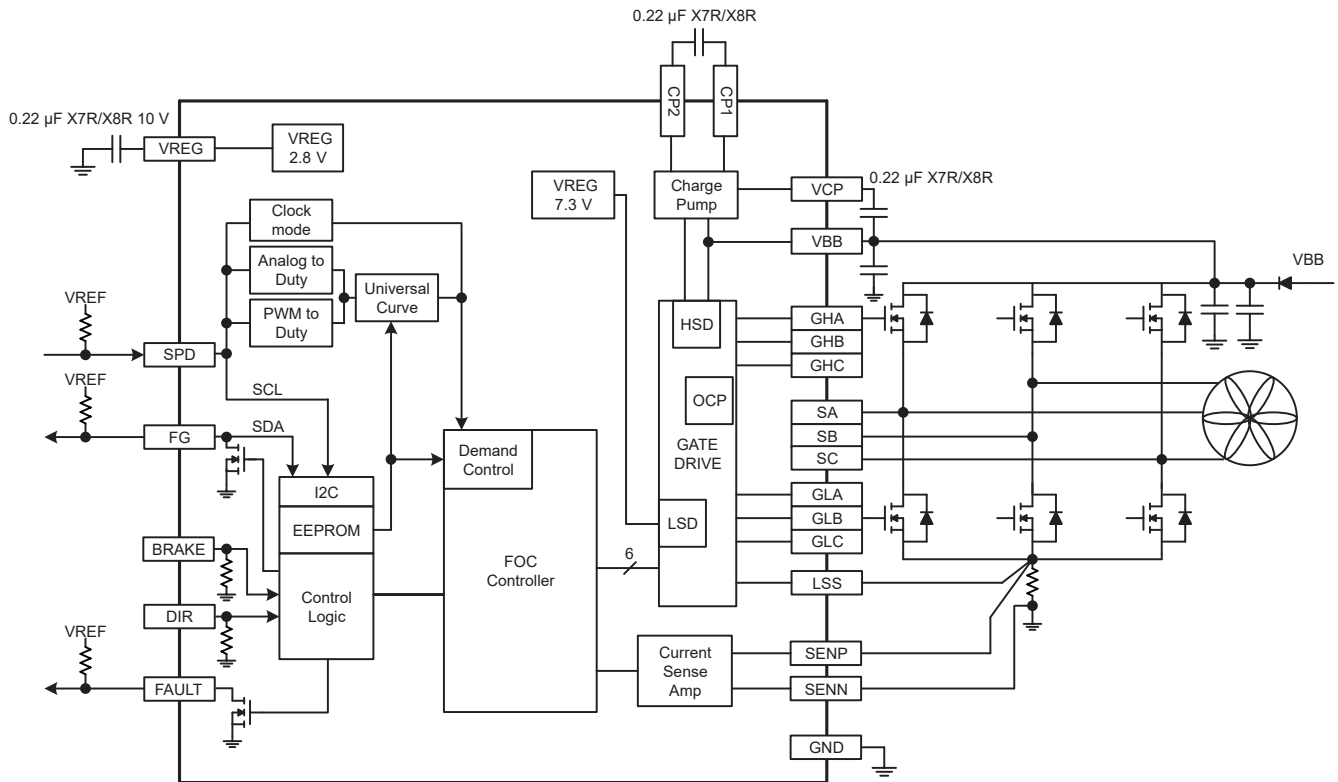 0.22 µF X7R/X8R
CP2
CP1
0.22 µF X7R/X8R 10 V
VREG
VREG
2.8 V
VREG
7.3 V
Charge
Pump
VCP
0.22 µF X7R/X8R
VBB
VBB
Clock
mode
Analog to
Duty
PWM to
Duty
Universal
Curve
VREF
SPD
HSD
GHA
GHB
GHC
OCP
GATE
DRIVE
SA
SB
SC
VREF
SCL
SDA
FG
Demand
Control
I2C
EEPROM
LSD
GLA
GLB
GLC
BRAKE
FOC
Controller
6
LSS
Control
Logic
DIR
VREF
Current
Sense
Amp
SENP
SENN
FAULT
GND